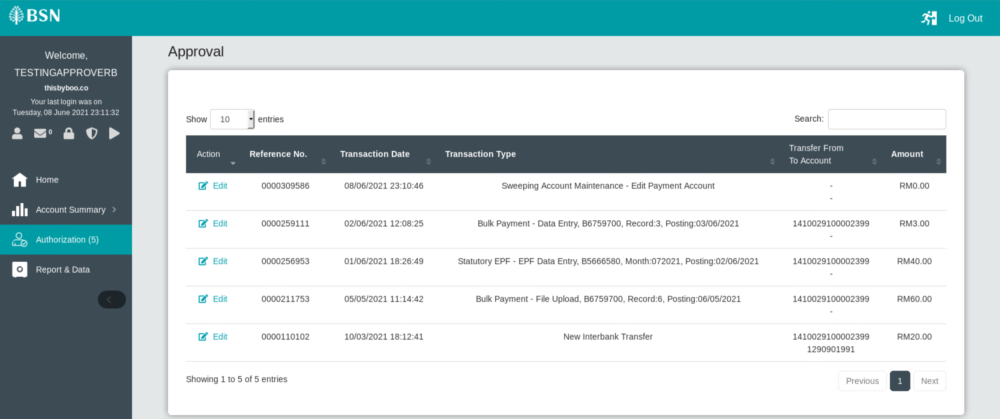 BSN
Log Out
Welcome,
TESTINGAPPROVERB
thisbyboo.co
Your last login was on
Tuesday, 08 June 2021 23:11:32
0
Home
Account Summary
Authorization (5)
Report & Data
Approval
Show 10 entries
Search:
Action Reference No. Transaction Date Transaction Type Transfer From To Account Amount
Edit 0000309586 08/06/2021 23:10:46 Sweeping Account Maintenance - Edit Payment Account - RM0.00
-
Edit 0000259111 02/06/2021 12:08:25 Bulk Payment - Data Entry, B6759700, Record:3, Posting:03/06/2021 1410029100002399 RM3.00
-
Edit 0000256953 01/06/2021 18:26:49 Statutory EPF - EPF Data Entry, B5666580, Month:072021, Posting:02/06/2021 1410029100002399 RM40.00
-
Edit 0000211753 05/05/2021 11:14:42 Bulk Payment - File Upload, B6759700, Record:6, Posting:06/05/2021 1410029100002399 RM60.00
-
Edit 0000110102 10/03/2021 18:12:41 New Interbank Transfer 1410029100002399 RM20.00
1290901991
Showing 1 to 5 of 5 entries
Previous 1 Next